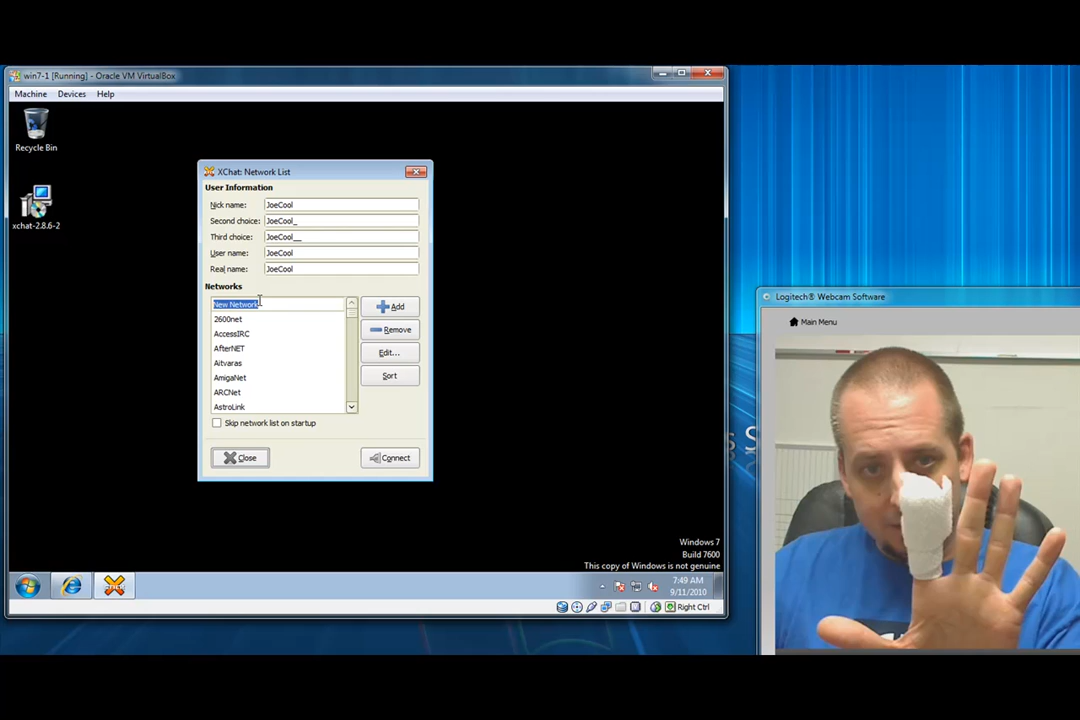 win7-1 [Running] - Oracle VM VirtualBox
Machine Devices Help
Recycle Bin
xchat-2.8.6-2
XChat: Network List
User Information
Nick name: JoeCool
Second choice: JoeCool_
Third choice: JoeCool__
User name: JoeCool
Real name: JoeCool
Networks
New Network
2600net
AccessIRC
AfterNET
Aitvaras
AmigaNet
ARCNet
AstroLink
Add
Remove
Edit...
Sort
Skip network list on startup
Close
Connect
Windows 7
Build 7600
This copy of Windows is not genuine
7:49 AM
9/11/2010
Right Ctrl
Logitech® Webcam Software
Main Menu